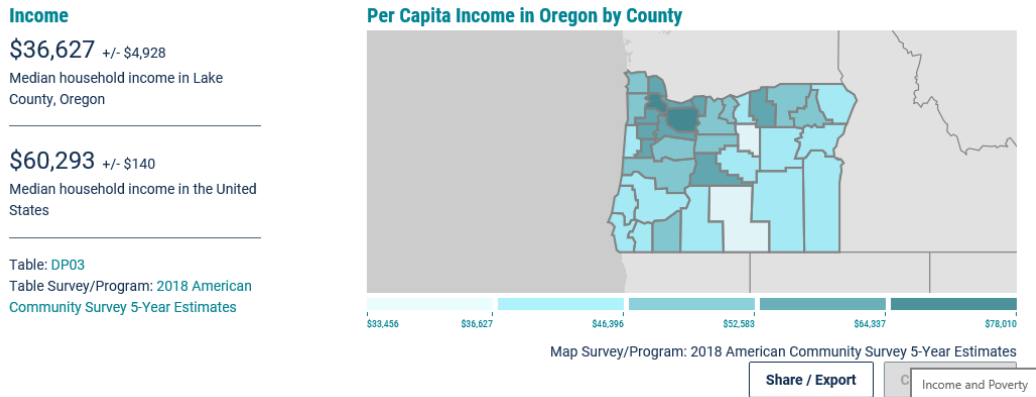 Income
$36,627 +/- $4,928
Median household income in Lake
County, Oregon
$60,293 +/- $140
Median household income in the United
States
Table: DP03
Table Survey/Program: 2018 American
Community Survey 5-Year Estimates
Per Capita Income in Oregon by County
$33,456 $36,627 $46,396 $52,583 $64,337 $78,010
Map Survey/Program: 2018 American Community Survey 5-Year Estimates
Share / Export
C
Income and Poverty